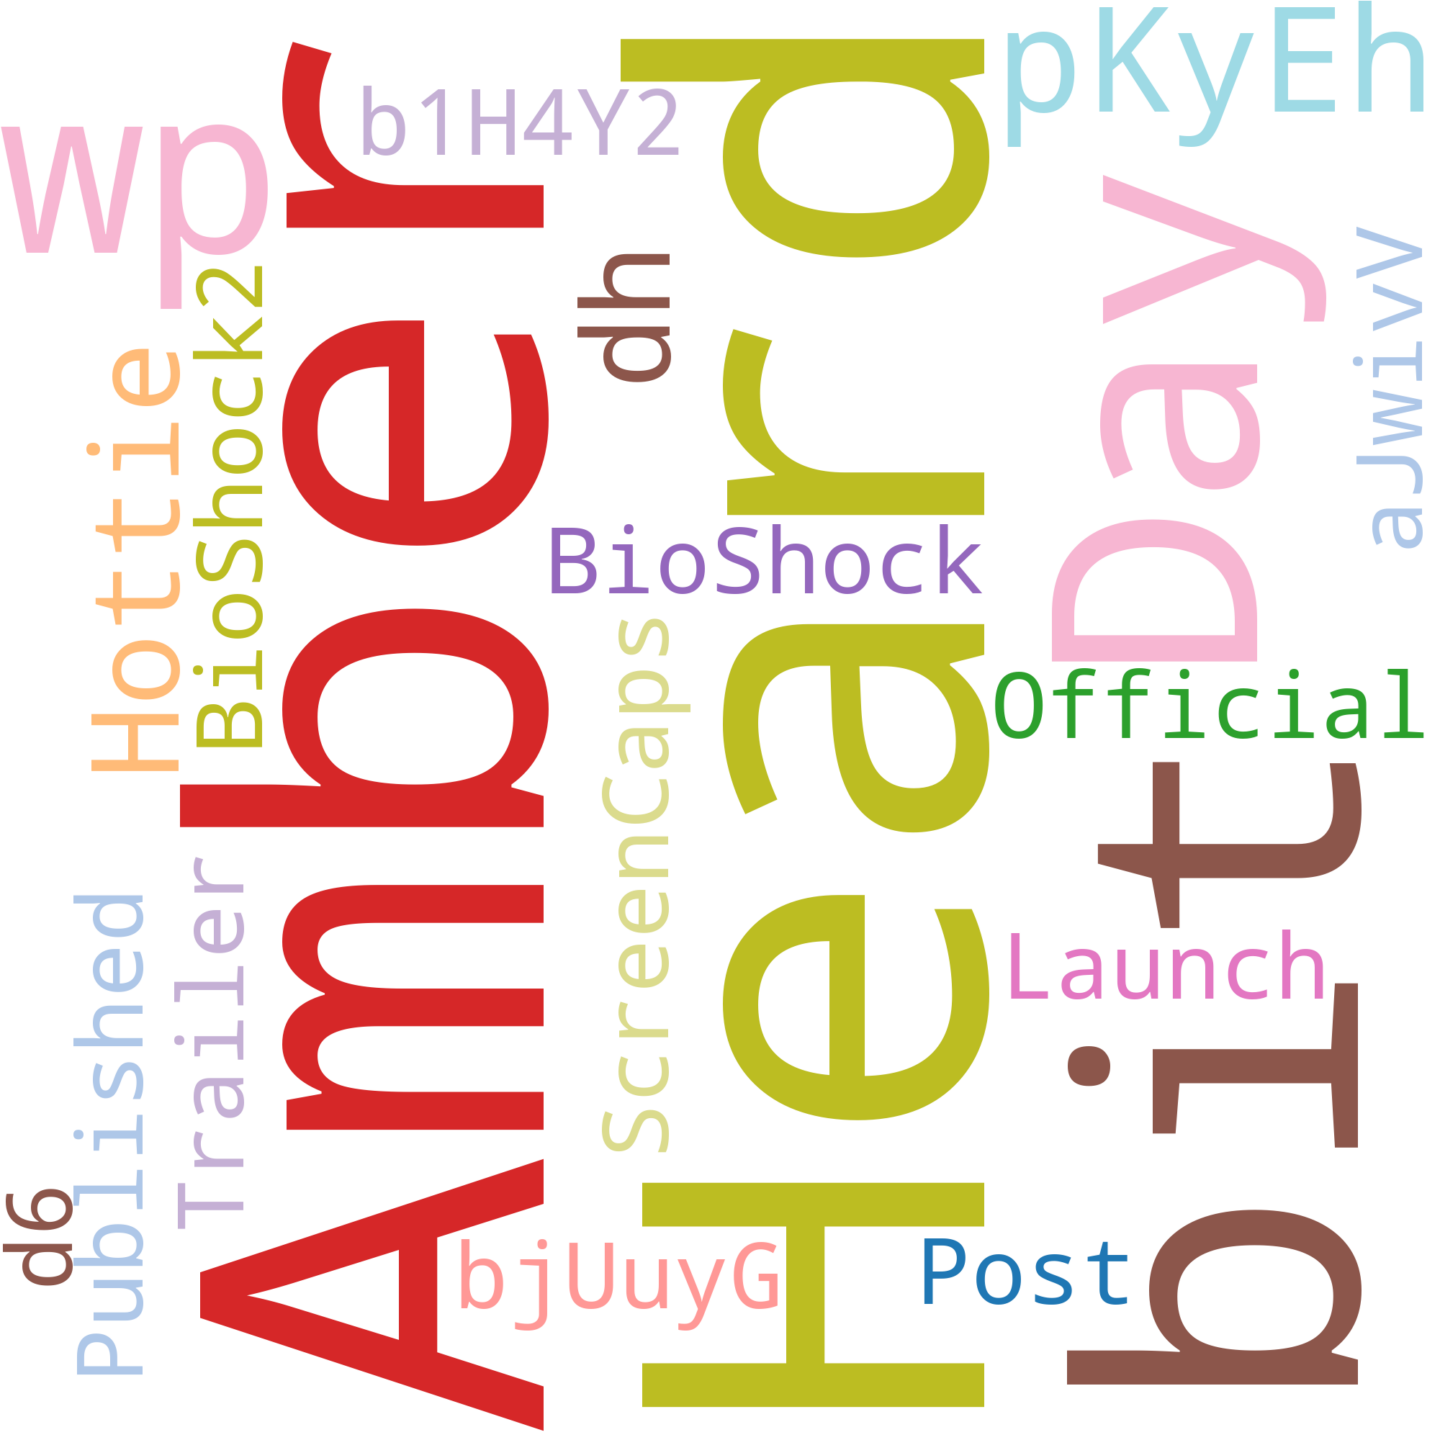 pKyEh
wp
b1H4Y2
Amber
Heard
Day
aJwivV
dh
BioShock2
Hottie
BioShock
ScreenCaps
Official
bit
Launch
Trailer
Published
d6
bjUuyG
Post